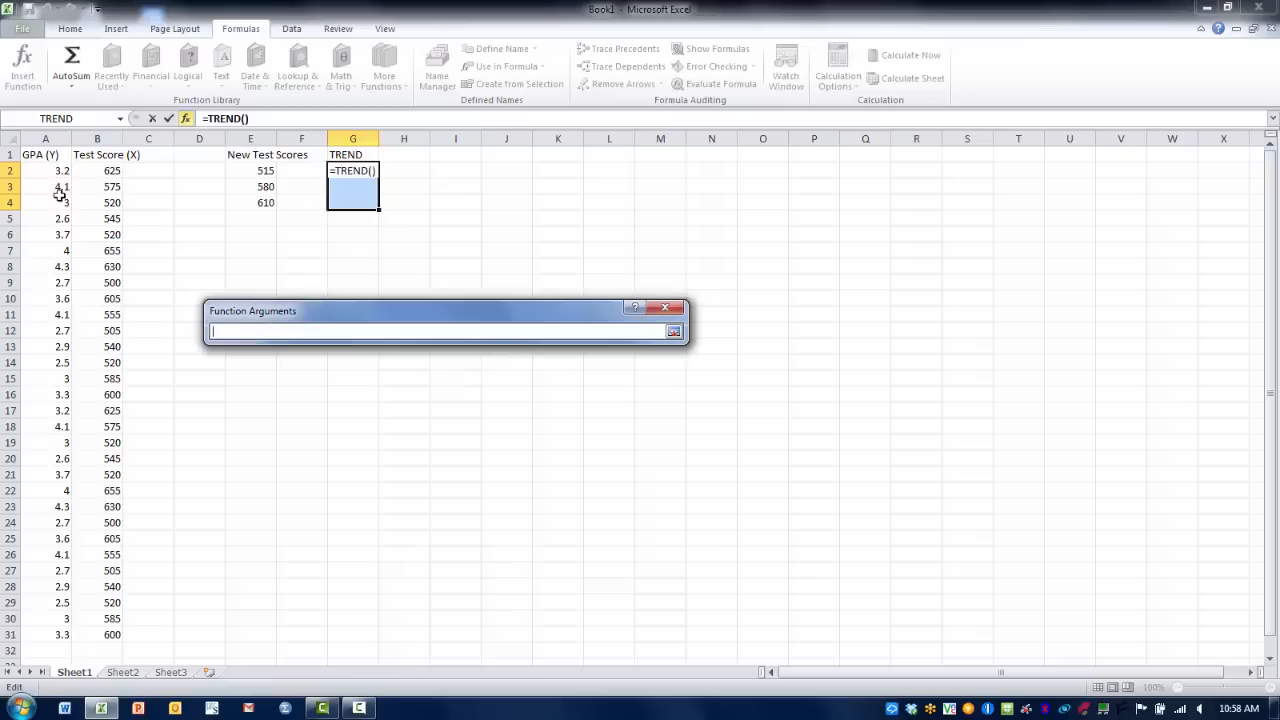 Book1 - Microsoft Excel
File Home Insert Page Layout Formulas Data Review View
Insert Function
AutoSum
Recently Used
Financial
Logical
Text
Date & Time
Lookup & Reference
Math & Trig
More Functions
Function Library
Name Manager
Define Name
Use in Formula
Create from Selection
Defined Names
Trace Precedents
Trace Dependents
Remove Arrows
Show Formulas
Error Checking
Evaluate Formula
Formula Auditing
Watch Window
Calculation Options
Calculate Now
Calculate Sheet
Calculation
TREND fx =TREND()
A B C D E F G H I J K L M N O P Q R S T U V W X
1 GPA (Y) Test Score (X) New Test Scores TREND
2 3.2 625 515 =TREND()
3 4.1 575 580
4 3 520 610
5 2.6 545
6 3.7 520
7 4 655
8 4.3 630
9 2.7 500
10 3.6 605
11 4.1 555
12 2.7 505
13 2.9 540
14 2.5 520
15 3 585
16 3.3 600
17 3.2 625
18 4.1 575
19 3 520
20 2.6 545
21 3.7 520
22 4 655
23 4.3 630
24 2.7 500
25 3.6 605
26 4.1 555
27 2.7 505
28 2.9 540
29 2.5 520
30 3 585
31 3.3 600
32
Function Arguments
Sheet1 Sheet2 Sheet3
Edit 100%
10:58 AM